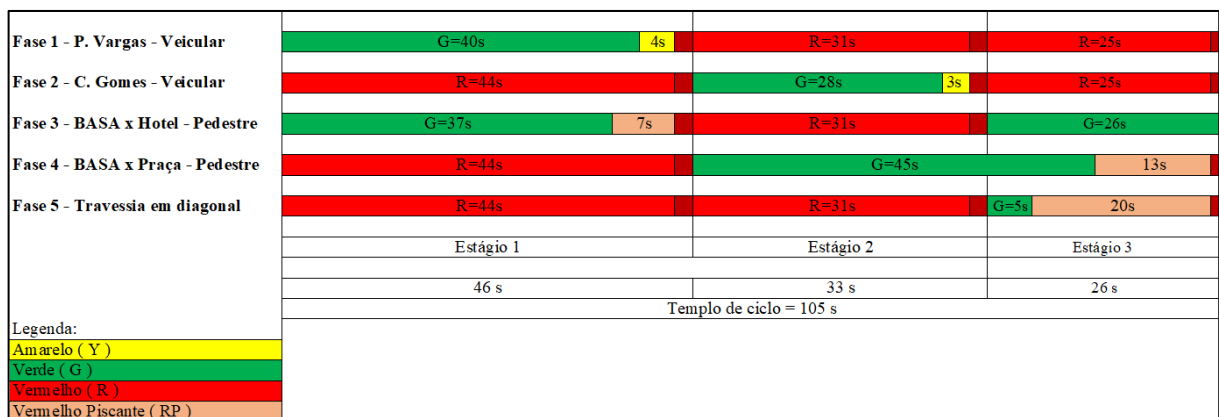 Fase 1 - P. Vargas - Veicular G=40s 4s R=31s R=25s
Fase 2 - C. Gomes - Veicular R=44s G=28s 3s R=25s
Fase 3 - BASA x Hotel - Pedestre G=37s 7s R=31s G=26s
Fase 4 - BASA x Praça - Pedestre R=44s G=45s 13s
Fase 5 - Travessia em diagonal R=44s R=31s G=5s 20s
Estágio 1 Estágio 2 Estágio 3
46 s 33 s 26 s
Templo de ciclo = 105 s
Legenda:
Amarelo ( Y )
Verde ( G )
Vermelho ( R )
Vermelho Piscante ( RP )